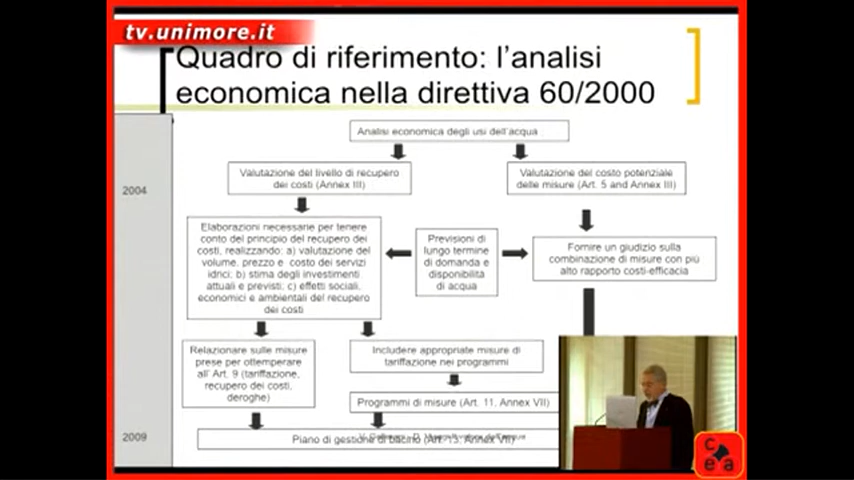 tv.unimore.it
Quadro di riferimento: l'analisi
economica nella direttiva 60/2000
Analisi economica degli usi dell'acqua
2004
Valutazione del livello di recupero
dei costi (Annex III)
Valutazione del costo potenziale
delle misure (Art. 5 and Annex III)
Elaborazioni necessarie per tenere
conto del principio del recupero dei
costi, realizzando: a) valutazione del
volume, prezzo e costo dei servizi
idrici; b) stima degli investimenti
attuali e previsti; c) effetti sociali,
economici e ambientali del recupero
dei costi
Previsioni di
lungo termine
di domanda e
disponibilità
di acqua
Fornire un giudizio sulla
combinazione di misure con più
alto rapporto costi-efficacia
Relazionare sulle misure
prese per ottemperare
all' Art. 9 (tariffazione,
recupero dei costi,
deroghe)
Includere appropriate misure di
tariffazione nei programmi
Programmi di misure (Art. 11. Annex VII)
2009
Piano di gestione di bacino (Art. 13. Annex VII)
c
e a